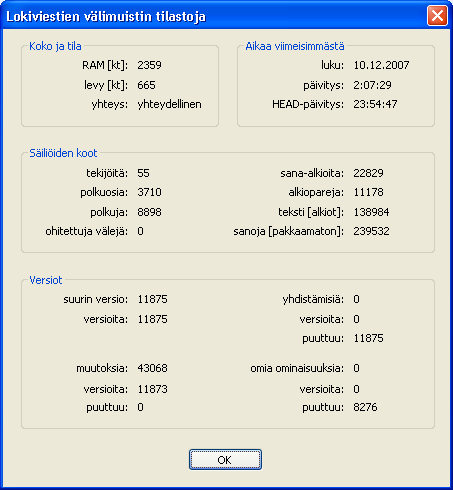 Lokiviestien välimuistin tilastoja
Koko ja tila
RAM [kt]: 2359
levy [kt]: 665
yhteys: yhteydellinen
Aikaa viimeisimmästä
luku: 10.12.2007
päivitys: 2:07:29
HEAD-päivitys: 23:54:47
Säiliöiden koot
tekijöitä: 55
polkuosia: 3710
polkuja: 8898
ohitettuja välejä: 0
sana-alkioita: 22829
alkiopareja: 11178
teksti [alkiot]: 138984
sanoja [pakkaamaton]: 239532
Versiot
suurin versio: 11875
versioita: 11875
yhdistämisiä: 0
versioita: 0
puuttuu: 11875
muutoksia: 43068
versioita: 11873
puuttuu: 0
omia ominaisuuksia: 0
versioita: 0
puuttuu: 8276
OK